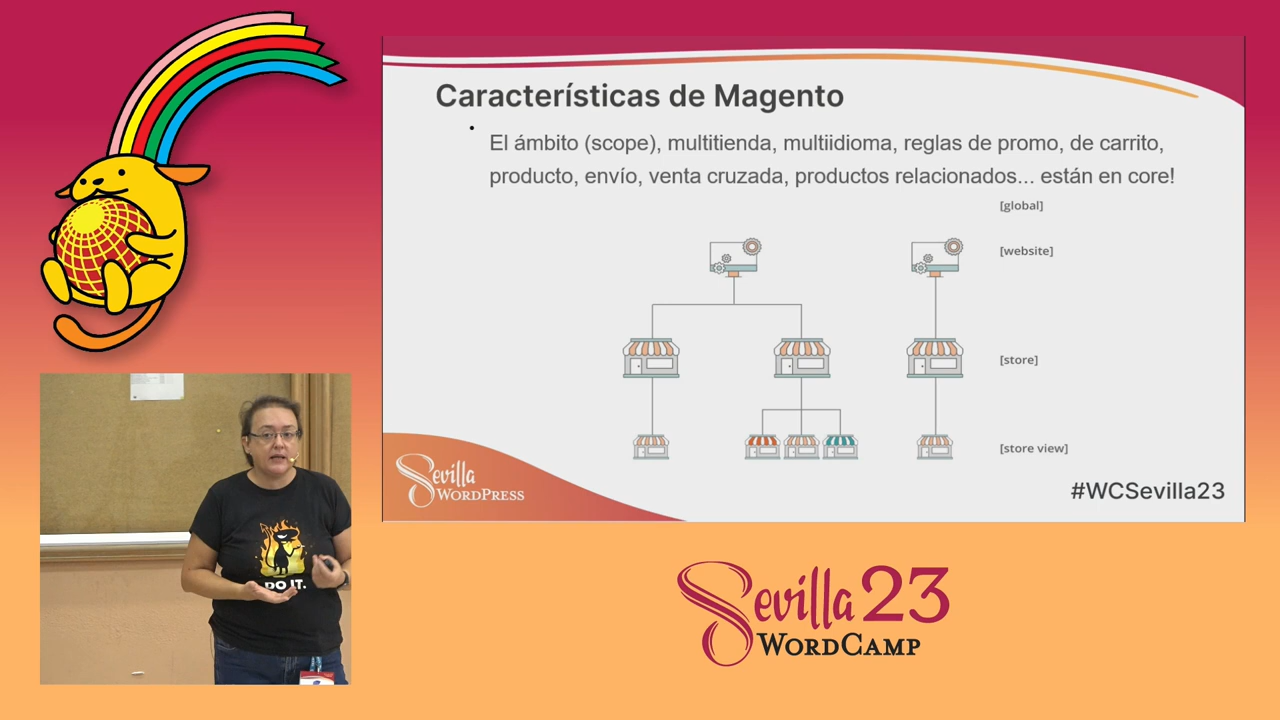 Características de Magento
El ámbito (scope), multitienda, multiidioma, reglas de promo, de carrito,
producto, envío, venta cruzada, productos relacionados... están en core!
[global]
[website]
[store]
[store view]
Sevilla
WORDPRESS
#WCSevilla23
DO IT.
Sevilla 23
WORDCAMP